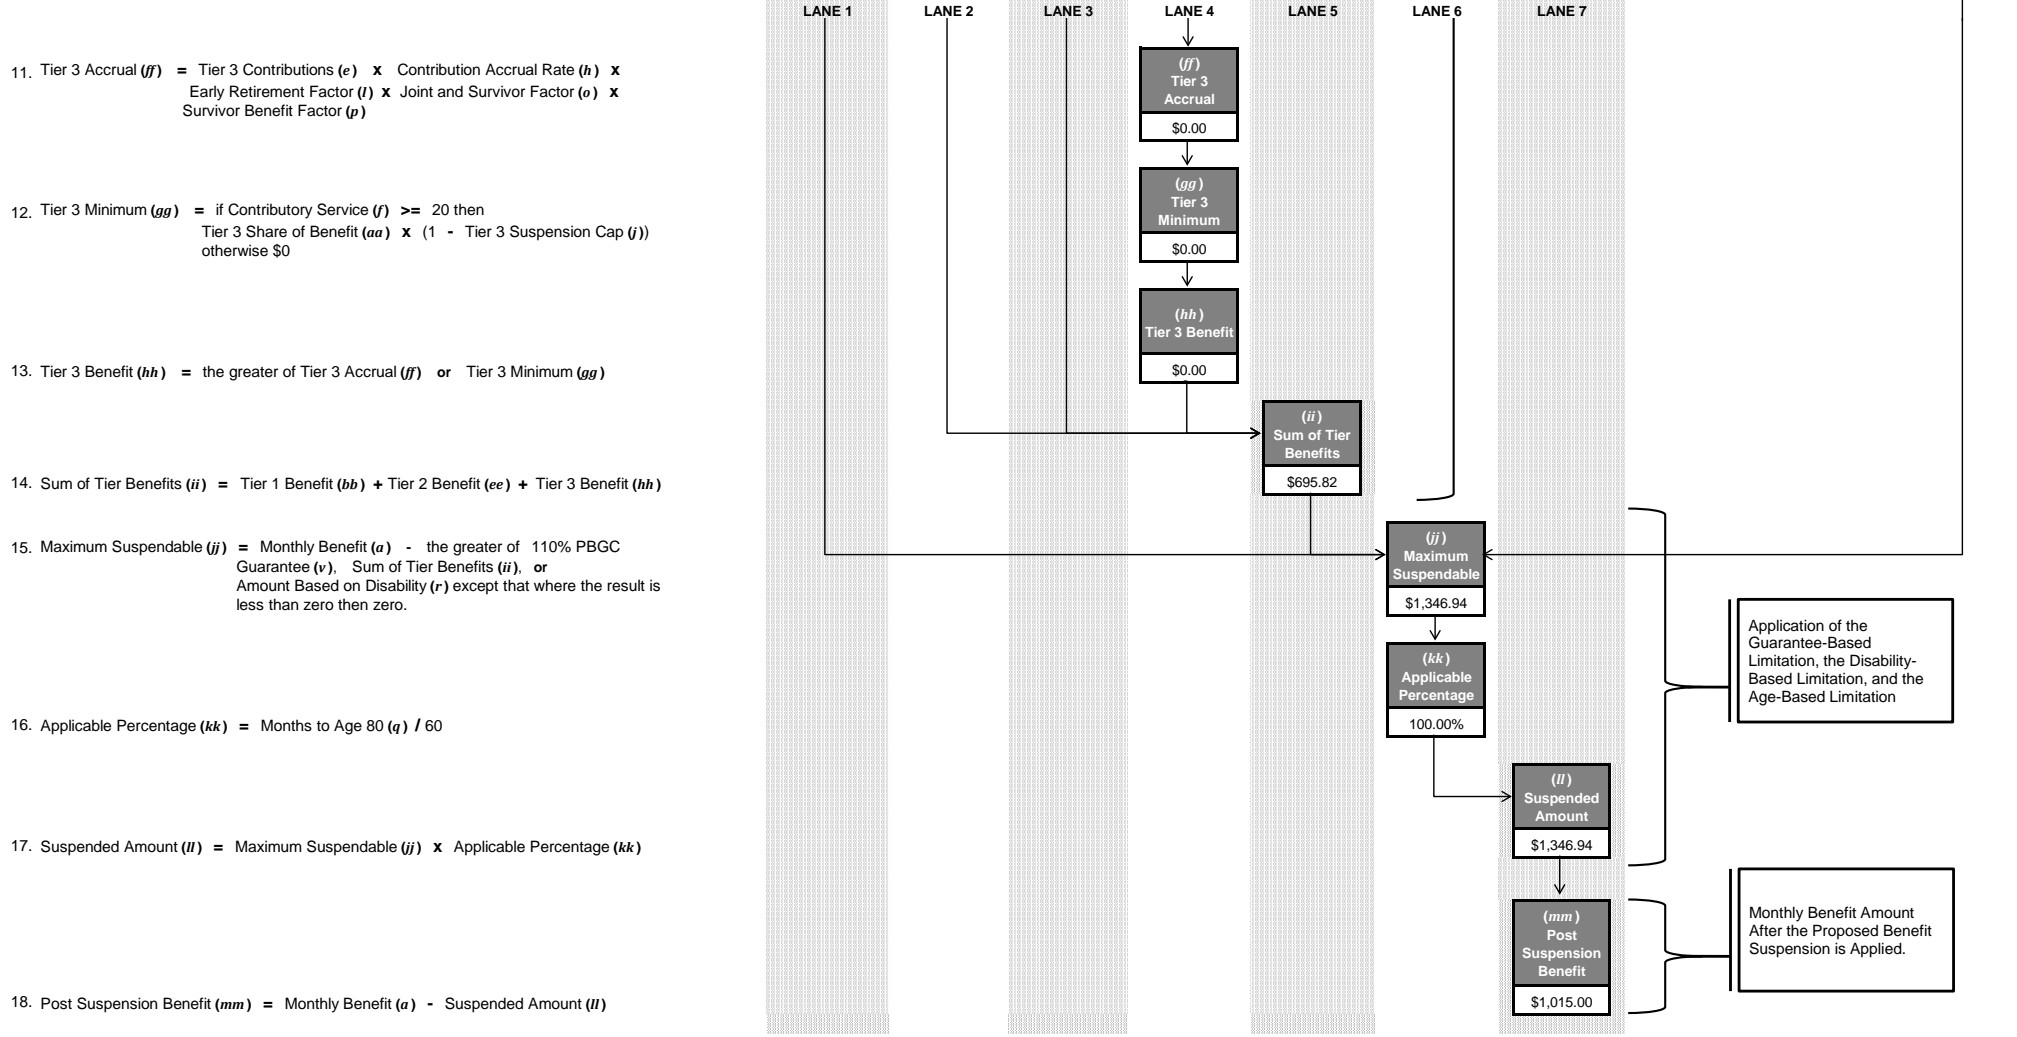 LANE 1 LANE 2 LANE 3 LANE 4 LANE 5 LANE 6 LANE 7
11. Tier 3 Accrual (ff) = Tier 3 Contributions (e) x Contribution Accrual Rate (h) x
Early Retirement Factor (l) x Joint and Survivor Factor (o) x
Survivor Benefit Factor (p)
(ff)
Tier 3
Accrual
$0.00
12. Tier 3 Minimum (gg) = if Contributory Service (f) >= 20 then
Tier 3 Share of Benefit (aa) x (1 - Tier 3 Suspension Cap (j))
otherwise $0
(gg)
Tier 3
Minimum
$0.00
(hh)
Tier 3 Benefit
$0.00
13. Tier 3 Benefit (hh) = the greater of Tier 3 Accrual (ff) or Tier 3 Minimum (gg)
(ii)
Sum of Tier
Benefits
$695.82
14. Sum of Tier Benefits (ii) = Tier 1 Benefit (bb) + Tier 2 Benefit (ee) + Tier 3 Benefit (hh)
15. Maximum Suspendable (jj) = Monthly Benefit (a) - the greater of 110% PBGC
Guarantee (v), Sum of Tier Benefits (ii), or
Amount Based on Disability (r) except that where the result is
less than zero then zero.
(jj)
Maximum
Suspendable
$1,346.94
Application of the
Guarantee-Based
Limitation, the Disability-
Based Limitation, and the
Age-Based Limitation
(kk)
Applicable
Percentage
100.00%
16. Applicable Percentage (kk) = Months to Age 80 (q) / 60
(ll)
Suspended
Amount
$1,346.94
17. Suspended Amount (ll) = Maximum Suspendable (jj) x Applicable Percentage (kk)
(mm)
Post
Suspension
Benefit
$1,015.00
Monthly Benefit Amount
After the Proposed Benefit
Suspension is Applied.
18. Post Suspension Benefit (mm) = Monthly Benefit (a) - Suspended Amount (ll)